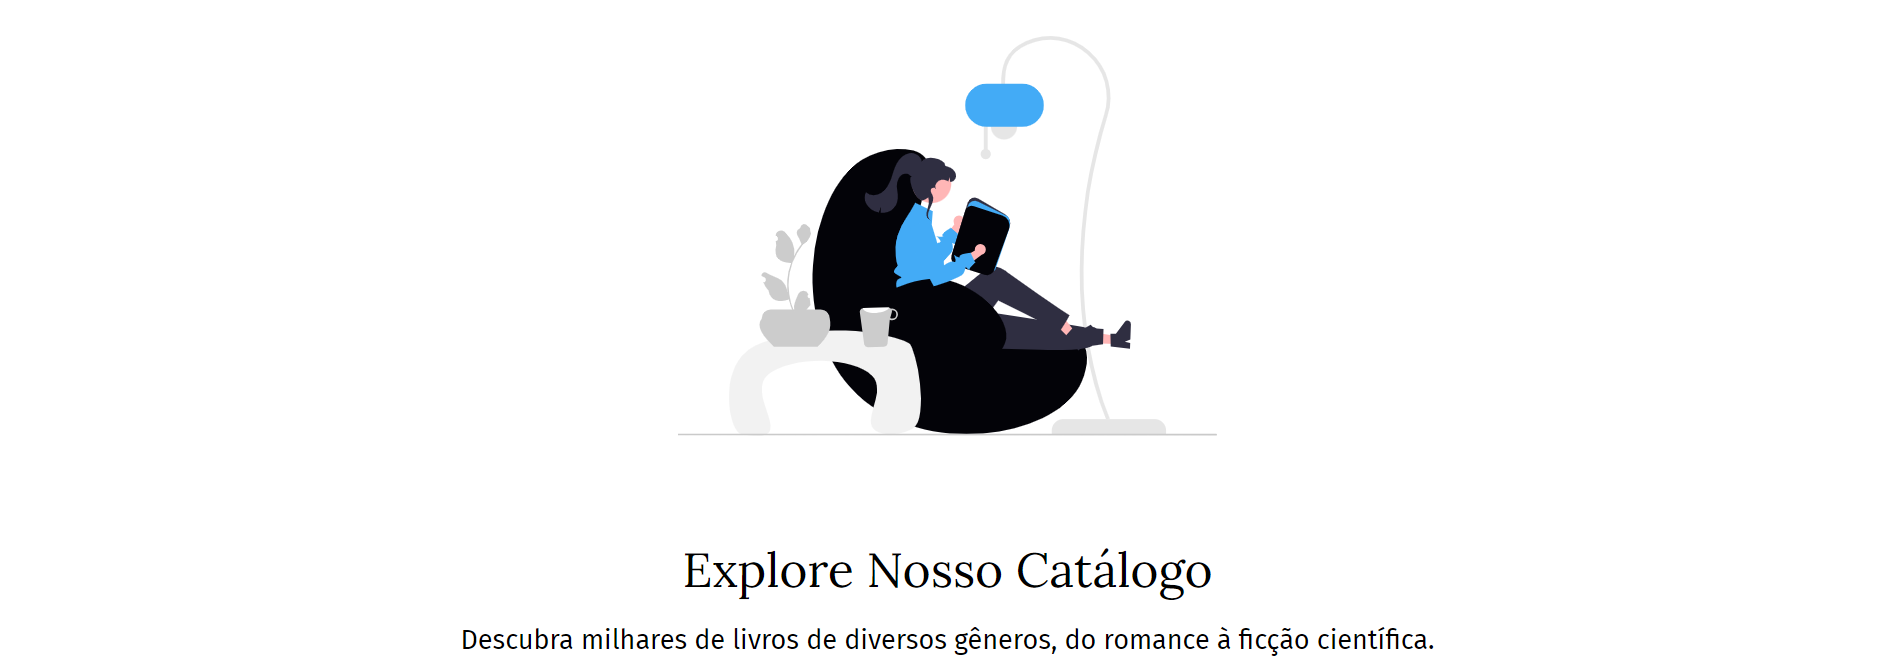 Explore Nosso Catálogo
Descubra milhares de livros de diversos gêneros, do romance à ficção científica.